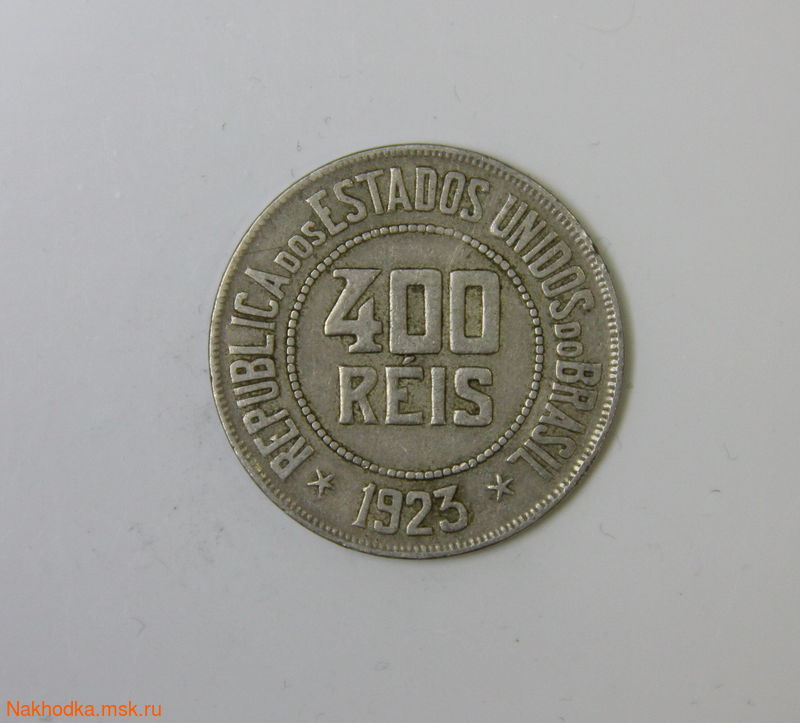 REPUBLICA DOS ESTADOS UNIDOS DO BRASIL
400
RÉIS
1923
Nakhodka.msk.ru